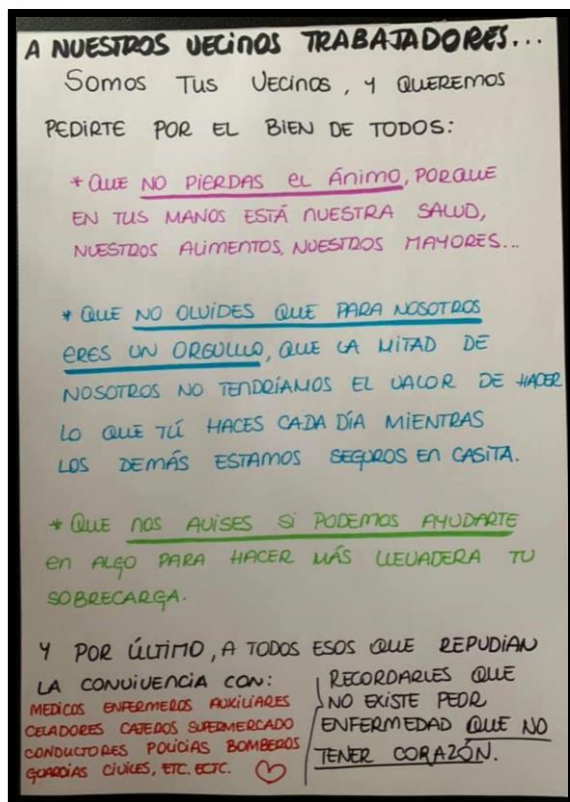 A NUESTROS VECINOS TRABAJADORES...
SOMOS TUS VECINOS, Y QUEREMOS
PEDIRTE POR EL BIEN DE TODOS:
* QUE NO PIERDAS EL ÁNIMO, PORQUE
EN TUS MANOS ESTÁ NUESTRA SALUD,
NUESTROS ALIMENTOS, NUESTROS MAYORES...
* QUE NO OLVIDES QUE PARA NOSOTROS
ERES UN ORGULLO, QUE LA MITAD DE
NOSOTROS NO TENDRÍAMOS EL VALOR DE HACER
LO QUE TÚ HACES CADA DÍA MIENTRAS
LOS DEMÁS ESTAMOS SEGUROS EN CASITA.
* QUE NOS AVISES SI PODEMOS AYUDARTE
EN ALGO PARA HACER MÁS LLEVADERA TU
SOBRECARGA.
Y POR ÚLTIMO, A TODOS ESOS QUE REPUDIAN
LA CONVIVENCIA CON:
MEDICOS ENFERMEROS AUXILIARES
CELADORES CAJEROS SUPERMERCADO
CONDUCTORES POLICÍAS BOMBEROS
GUARDIAS CIVILES, ETC. ECTC.
RECORDARLES QUE
NO EXISTE PEOR
ENFERMEDAD QUE NO
TENER CORAZÓN.